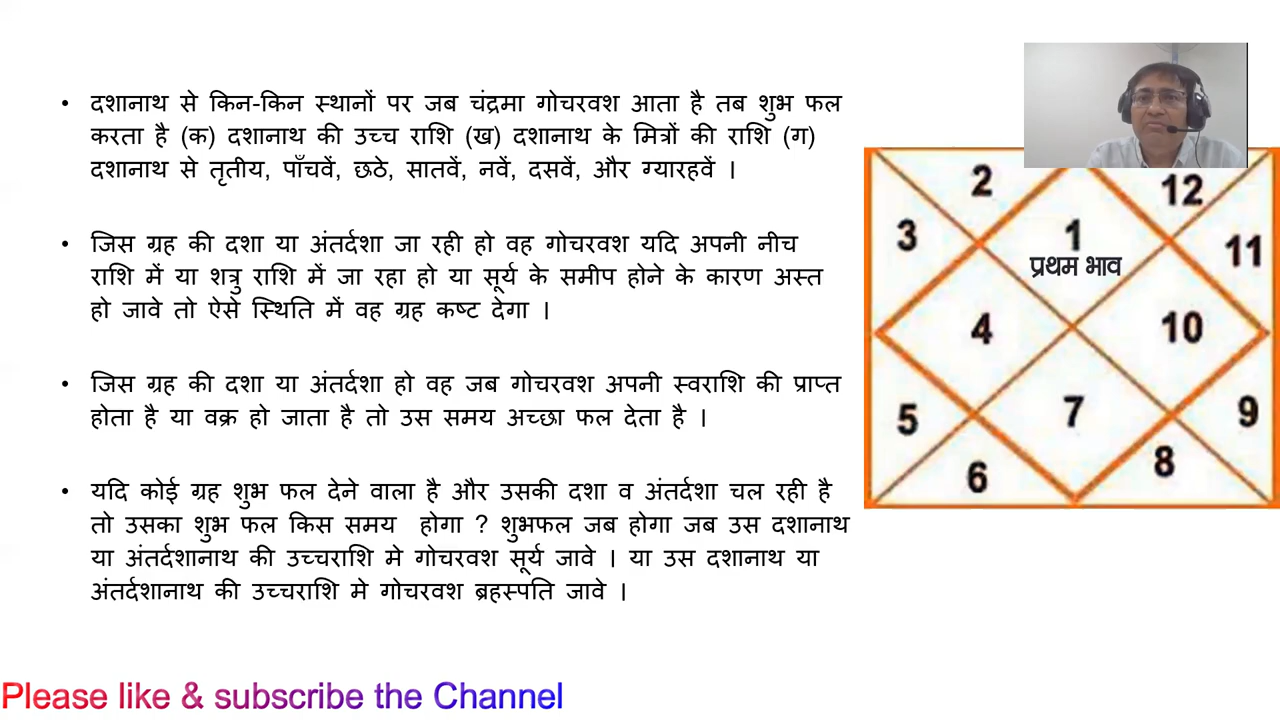 • दशानाथ से किन-किन स्थानों पर जब चंद्रमा गोचरवश आता है तब शुभ फल
करता है (क) दशानाथ की उच्च राशि (ख) दशानाथ के मित्रों की राशि (ग)
दशानाथ से तृतीय, पाँचवें, छठे, सातवें, नवें, दसवें, और ग्यारहवें ।
• जिस ग्रह की दशा या अंतर्दशा जा रही हो वह गोचरवश यदि अपनी नीच
राशि में या शत्रु राशि में जा रहा हो या सूर्य के समीप होने के कारण अस्त
हो जावे तो ऐसे स्थिति में वह ग्रह कष्ट देगा ।
• जिस ग्रह की दशा या अंतर्दशा हो वह जब गोचरवश अपनी स्वराशि की प्राप्त
होता है या वक्र हो जाता है तो उस समय अच्छा फल देता है ।
• यदि कोई ग्रह शुभ फल देने वाला है और उसकी दशा व अंतर्दशा चल रही है
तो उसका शुभ फल किस समय होगा ? शुभफल जब होगा जब उस दशानाथ
या अंतर्दशानाथ की उच्चराशि मे गोचरवश सूर्य जावे । या उस दशानाथ या
अंतर्दशानाथ की उच्चराशि मे गोचरवश ब्रहस्पति जावे ।
2
12
3
1
11
प्रथम भाव
4
10
5
7
9
6
8
Please like & subscribe the Channel